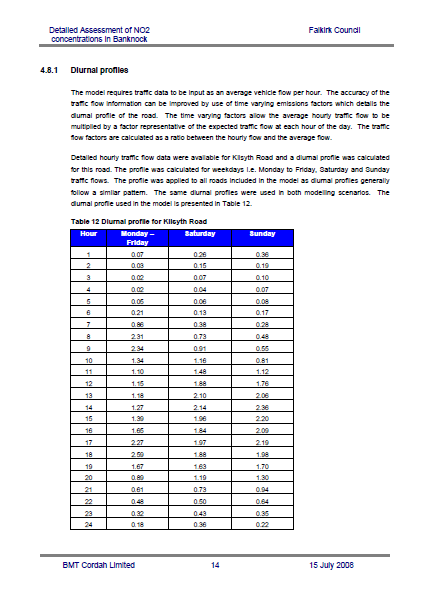 Detailed Assessment of NO2 Falkirk Council
concentrations in Banknock
4.8.1 Diurnal profiles
The model requires traffic data to be input as an average vehicle flow per hour. The accuracy of the
traffic flow information can be improved by use of time varying emissions factors which details the
diurnal profile of the road. The time varying factors allow the average hourly traffic flow to be
multiplied by a factor representative of the expected traffic flow at each hour of the day. The traffic
flow factors are calculated as a ratio between the hourly flow and the average flow.
Detailed hourly traffic flow data were available for Kilsyth Road and a diurnal profile was calculated
for this road. The profile was calculated for weekdays i.e. Monday to Friday, Saturday and Sunday
traffic flows. The profile was applied to all roads included in the model as diurnal profiles generally
follow a similar pattern. The same diurnal profiles were used in both modelling scenarios. The
diurnal profile used in the model is presented in Table 12.
Table 12 Diurnal profile for Kilsyth Road
Hour Monday – Saturday Sunday
Friday
1 0.07 0.26 0.36
2 0.03 0.15 0.19
3 0.02 0.07 0.10
4 0.02 0.04 0.07
5 0.05 0.06 0.08
6 0.21 0.13 0.17
7 0.86 0.38 0.28
8 2.31 0.73 0.48
9 2.34 0.91 0.55
10 1.34 1.16 0.81
11 1.10 1.48 1.12
12 1.15 1.88 1.76
13 1.18 2.10 2.06
14 1.27 2.14 2.36
15 1.39 1.96 2.20
16 1.65 1.84 2.09
17 2.27 1.97 2.19
18 2.59 1.88 1.98
19 1.67 1.63 1.70
20 0.89 1.19 1.30
21 0.61 0.73 0.94
22 0.48 0.50 0.64
23 0.32 0.43 0.35
24 0.18 0.36 0.22
BMT Cordah Limited 14 15 July 2008